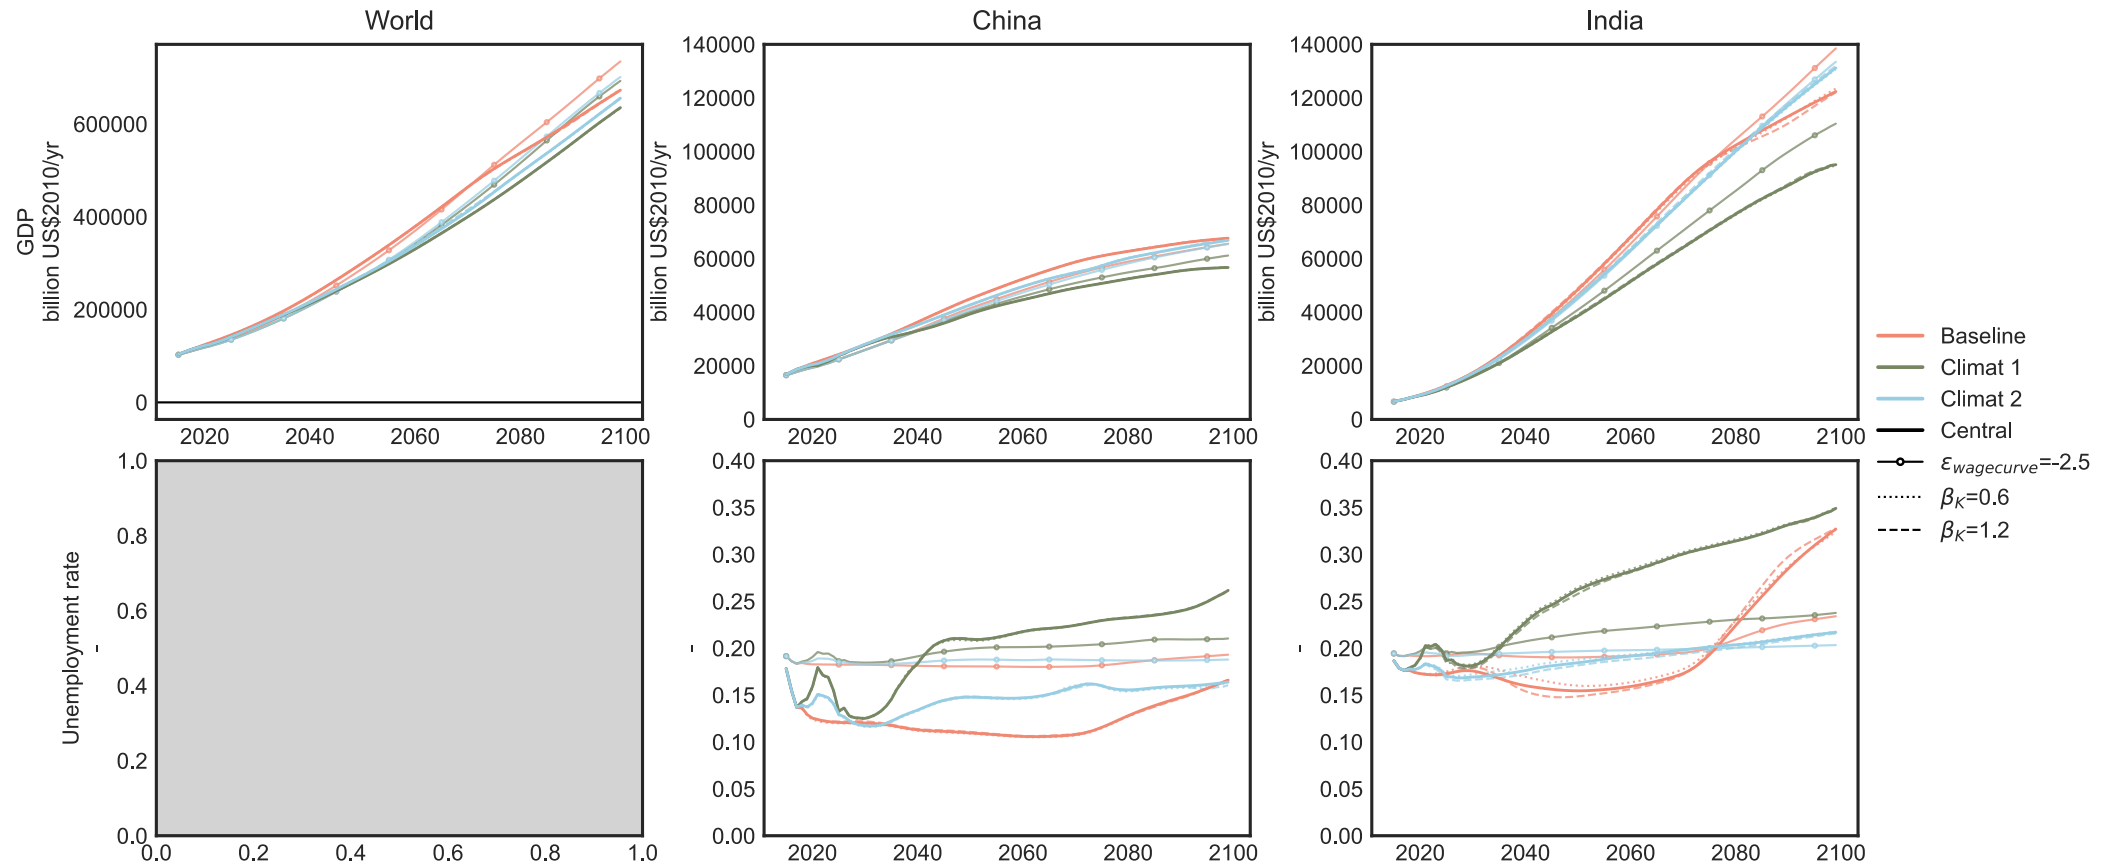 World
China
India
GDP
billion US$2010/yr
600000
400000
200000
0
2020 2040 2060 2080 2100
billion US$2010/yr
140000
120000
100000
80000
60000
40000
20000
0
2020 2040 2060 2080 2100
billion US$2010/yr
140000
120000
100000
80000
60000
40000
20000
0
2020 2040 2060 2080 2100
Unemployment rate
-
1.0
0.8
0.6
0.4
0.2
0.0
0.0 0.2 0.4 0.6 0.8 1.0
-
0.40
0.35
0.30
0.25
0.20
0.15
0.10
0.05
0.00
2020 2040 2060 2080 2100
-
0.40
0.35
0.30
0.25
0.20
0.15
0.10
0.05
0.00
2020 2040 2060 2080 2100
Baseline
Climat 1
Climat 2
Central
ε_wagecurve=-2.5
β_K=0.6
β_K=1.2